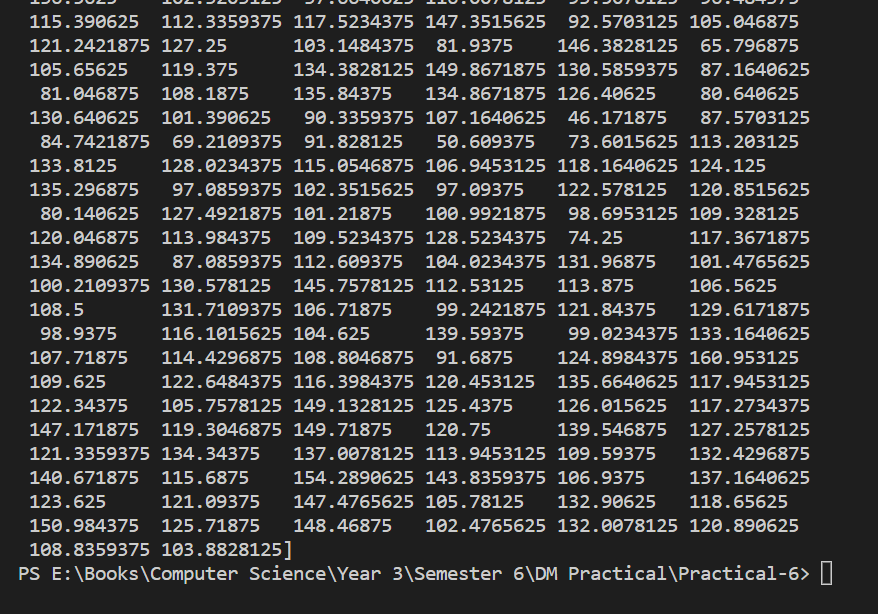 115.390625 112.3359375 117.5234375 147.3515625 92.5703125 105.046875
121.2421875 127.25 103.1484375 81.9375 146.3828125 65.796875
105.65625 119.375 134.3828125 149.8671875 130.5859375 87.1640625
81.046875 108.1875 135.84375 134.8671875 126.40625 80.640625
130.640625 101.390625 90.3359375 107.1640625 46.171875 87.5703125
84.7421875 69.2109375 91.828125 50.609375 73.6015625 113.203125
133.8125 128.0234375 115.0546875 106.9453125 118.1640625 124.125
135.296875 97.0859375 102.3515625 97.09375 122.578125 120.8515625
80.140625 127.4921875 101.21875 100.9921875 98.6953125 109.328125
120.046875 113.984375 109.5234375 128.5234375 74.25 117.3671875
134.890625 87.0859375 112.609375 104.0234375 131.96875 101.4765625
100.2109375 130.578125 145.7578125 112.53125 113.875 106.5625
108.5 131.7109375 106.71875 99.2421875 121.84375 129.6171875
98.9375 116.1015625 104.625 139.59375 99.0234375 133.1640625
107.71875 114.4296875 108.8046875 91.6875 124.8984375 160.953125
109.625 122.6484375 116.3984375 120.453125 135.6640625 117.9453125
122.34375 105.7578125 149.1328125 125.4375 126.015625 117.2734375
147.171875 119.3046875 149.71875 120.75 139.546875 127.2578125
121.3359375 134.34375 137.0078125 113.9453125 109.59375 132.4296875
140.671875 115.6875 154.2890625 143.8359375 106.9375 137.1640625
123.625 121.09375 147.4765625 105.78125 132.90625 118.65625
150.984375 125.71875 148.46875 102.4765625 132.0078125 120.890625
108.8359375 103.8828125]
PS E:\Books\Computer Science\Year 3\Semester 6\DM Practical\Practical-6>